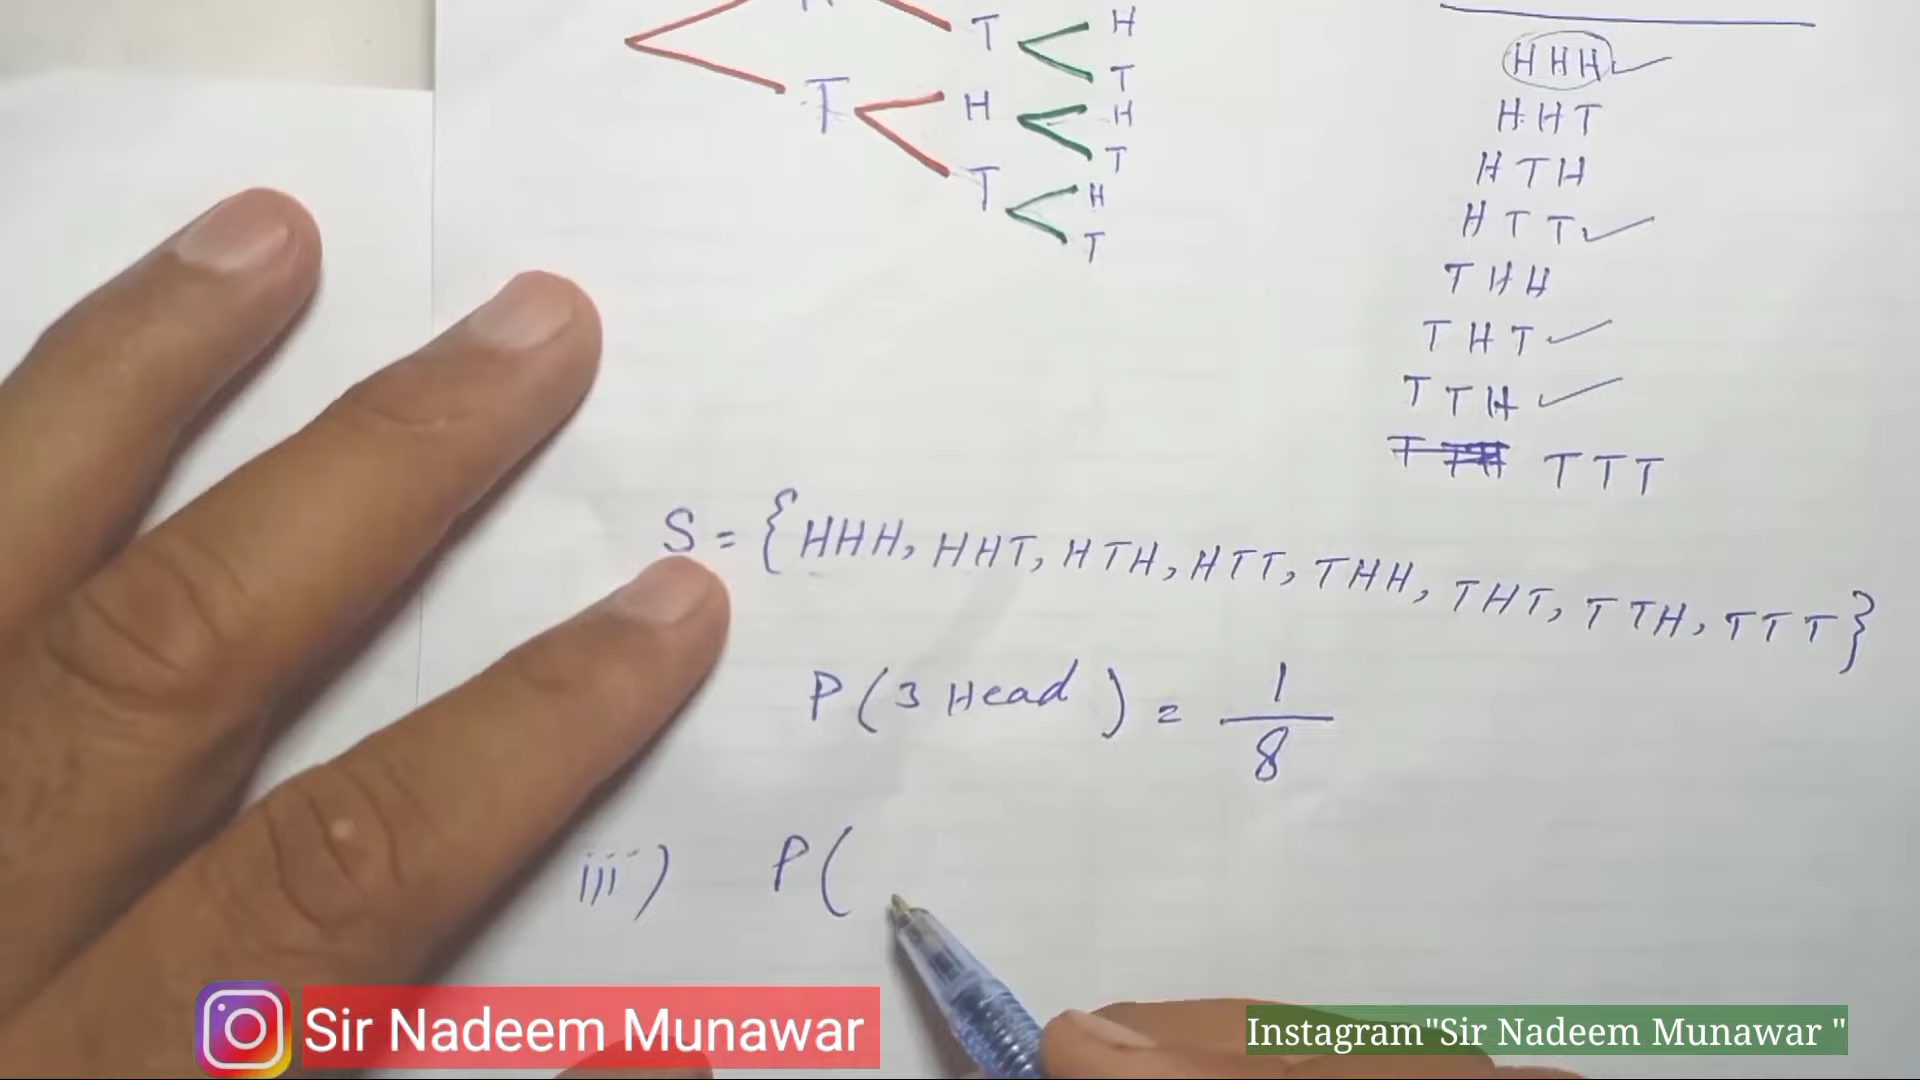 H
T H
T
T H H
T
T H
T
HHH
HHT
HTH
HTT
THH
THT
TTH
TTT
S = {HHH, HHT, HTH, HTT, THH, THT, TTH, TTT}
P(3 Head) = 1/8
iii) P(
Sir Nadeem Munawar
Instagram"Sir Nadeem Munawar "